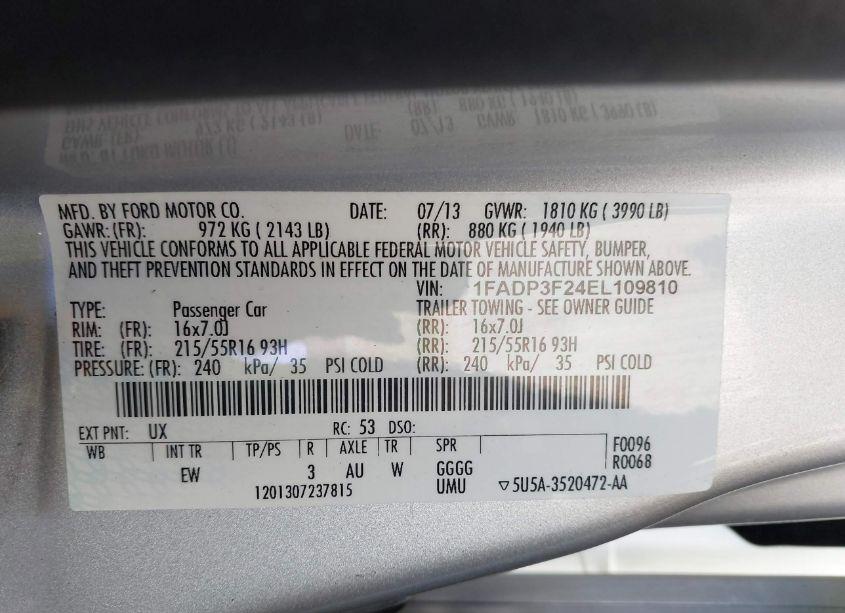 MFD. BY FORD MOTOR CO. DATE: 07/13 GVWR: 1810 KG ( 3990 LB)
GAWR:(FR): 972 KG ( 2143 LB) (RR): 880 KG ( 1940 LB)
THIS VEHICLE CONFORMS TO ALL APPLICABLE FEDERAL MOTOR VEHICLE SAFETY, BUMPER,
AND THEFT PREVENTION STANDARDS IN EFFECT ON THE DATE OF MANUFACTURE SHOWN ABOVE.
VIN: 1FADP3F24EL109810
TYPE: Passenger Car TRAILER TOWING - SEE OWNER GUIDE
RIM: (FR): 16x7.0J (RR): 16x7.0J
TIRE: (FR): 215/55R16 93H (RR): 215/55R16 93H
PRESSURE: (FR): 240 kPa/ 35 PSI COLD (RR): 240 kPa/ 35 PSI COLD
EXT PNT: UX RC: 53 DSO:
WB INT TR TP/PS R AXLE TR SPR F0096
R0068
EW 3 AU W GGGG
1201307237815 UMU ▽5U5A-3520472-AA